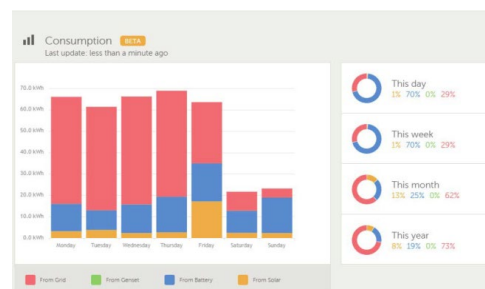 Consumption BETA
Last update: less than a minute ago
70.0 kWh
60.0 kWh
50.0 kWh
40.0 kWh
30.0 kWh
20.0 kWh
10.0 kWh
0.0 kWh
Monday Tuesday Wednesday Thursday Friday Saturday Sunday
From Grid From Genset From Battery From Solar
This day
1% 70% 0% 29%
This week
1% 70% 0% 29%
This month
13% 25% 0% 62%
This year
8% 19% 0% 73%